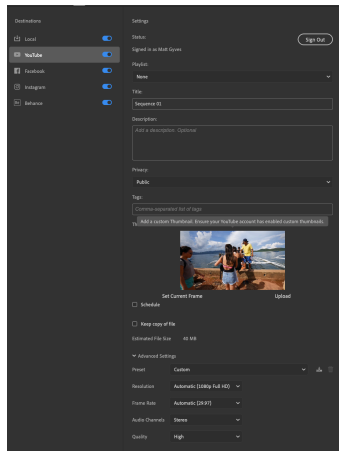 Destinations
Settings
Local
Status:
Sign Out
YouTube
Signed in as Matt Gyves
Facebook
Playlist:
Instagram
None
Behance
Title:
Sequence 01
Description:
Add a description. Optional
Privacy:
Public
Tags:
Comma-separated list of tags
Add a custom Thumbnail. Ensure your YouTube account has enabled custom thumbnails.
Set Current Frame
Upload
Schedule
Keep copy of file
Estimated File Size 48 MB
Advanced Settings
Preset Custom
Resolution Automatic (1080p Full HD)
Frame Rate Automatic [29.97]
Audio Channels Stereo
Quality High